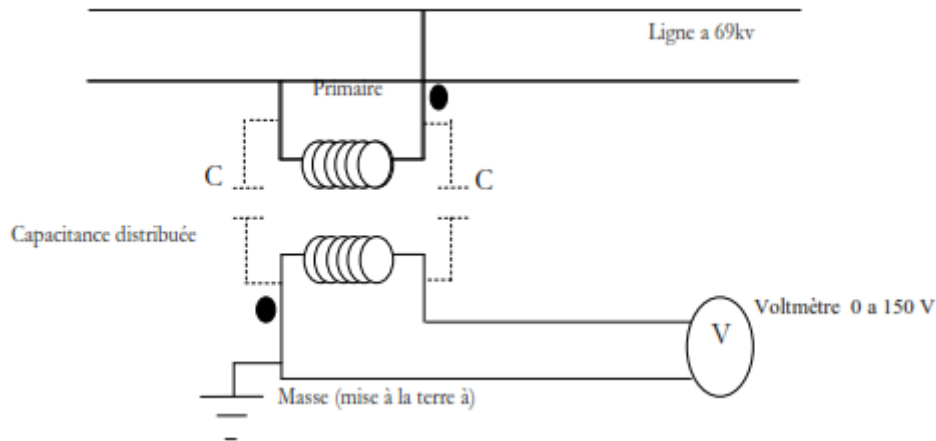 Ligne a 69kv
Primaire
C
C
Capacitance distribuée
Voltmètre 0 a 150 V
V
Masse (mise à la terre à)